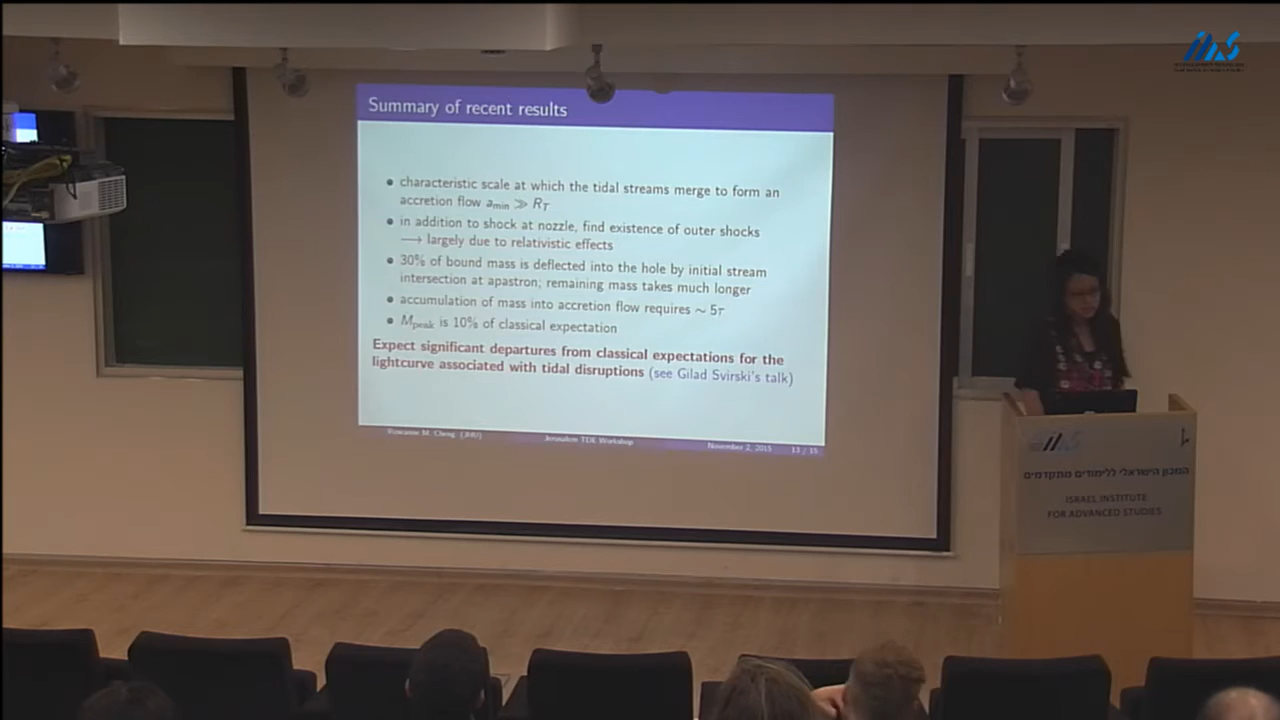 Summary of recent results
• characteristic scale at which the tidal streams merge to form an
accretion flow a_min ≫ R_T
• in addition to shock at nozzle, find existence of outer shocks
⟶ largely due to relativistic effects
• 30% of bound mass is deflected into the hole by initial stream
intersection at apastron; remaining mass takes much longer
• accumulation of mass into accretion flow requires ∼ 5τ
• M_peak is 10% of classical expectation
Expect significant departures from classical expectations for the
lightcurve associated with tidal disruptions (see Gilad Svirski's talk)
Roseanne M. Cheng (JHU) Jerusalem TDE Workshop November 2, 2015 13 / 15
המכון הישראלי ללימודים מתקדמים
ISRAEL INSTITUTE
FOR ADVANCED STUDIES